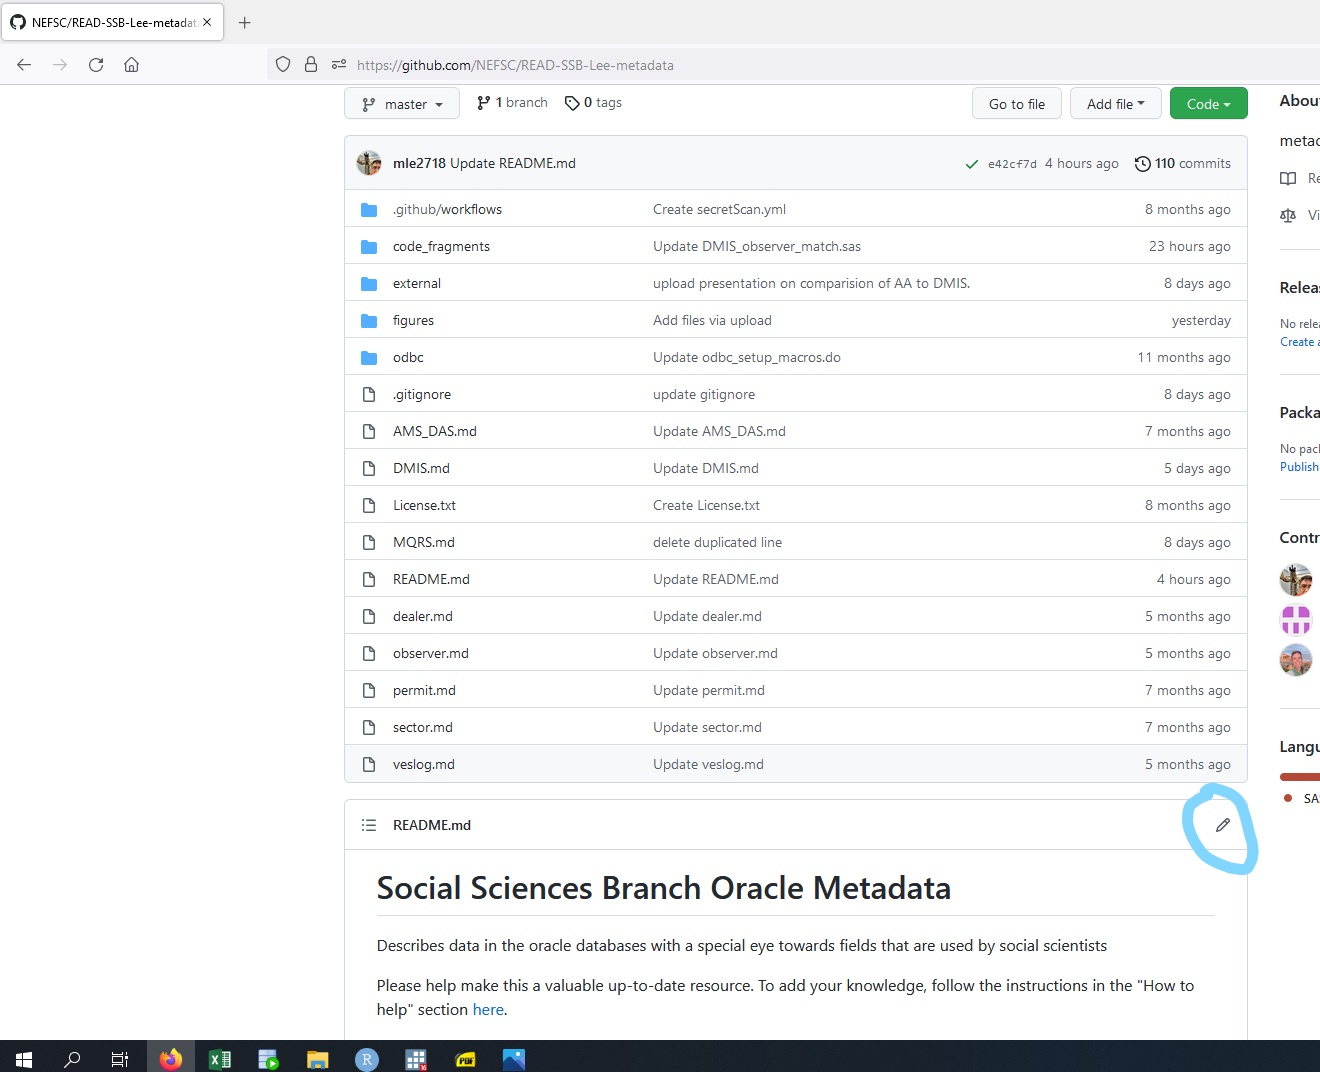 NEFSC/READ-SSB-Lee-metadat
https://github.com/NEFSC/READ-SSB-Lee-metadata
master 1 branch 0 tags Go to file Add file Code
mle2718 Update README.md e42cf7d 4 hours ago 110 commits
.github/workflows Create secretScan.yml 8 months ago
code_fragments Update DMIS_observer_match.sas 23 hours ago
external upload presentation on comparision of AA to DMIS. 8 days ago
figures Add files via upload yesterday
odbc Update odbc_setup_macros.do 11 months ago
.gitignore update gitignore 8 days ago
AMS_DAS.md Update AMS_DAS.md 7 months ago
DMIS.md Update DMIS.md 5 days ago
License.txt Create License.txt 8 months ago
MQRS.md delete duplicated line 8 days ago
README.md Update README.md 4 hours ago
dealer.md Update dealer.md 5 months ago
observer.md Update observer.md 5 months ago
permit.md Update permit.md 7 months ago
sector.md Update sector.md 7 months ago
veslog.md Update veslog.md 5 months ago
README.md
Social Sciences Branch Oracle Metadata
Describes data in the oracle databases with a special eye towards fields that are used by social scientists
Please help make this a valuable up-to-date resource. To add your knowledge, follow the instructions in the "How to
help" section here.
Abou
metad
Re
Vi
Relea
No rele
Create a
Packa
No pack
Publish
Contr
Langu
SAS
R
16
PDF